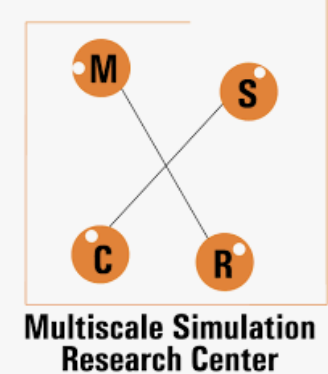 M
S
C
R
Multiscale Simulation
Research Center